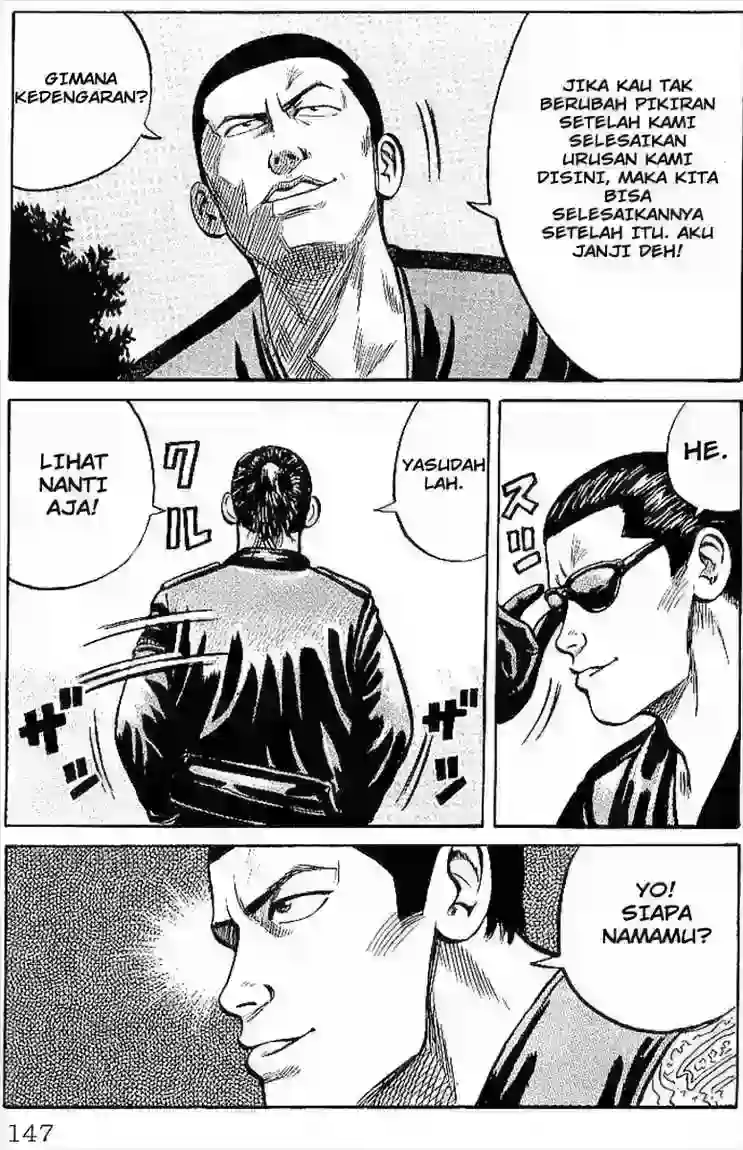 JIKA KAU TAK
BERUBAH PIKIRAN
SETELAH KAMI
SELESAIKAN
URUSAN KAMI
DISINI, MAKA KITA
BISA
SELESAIKANNYA
SETELAH ITU. AKU
JANJI DEH!
GIMANA
KEDENGARAN?
HE.
スッ
YASUDAH
LAH.
クルッ
LIHAT
NANTI
AJA!
ザッ
ザッ
YO!
SIAPA
NAMAMU?
147